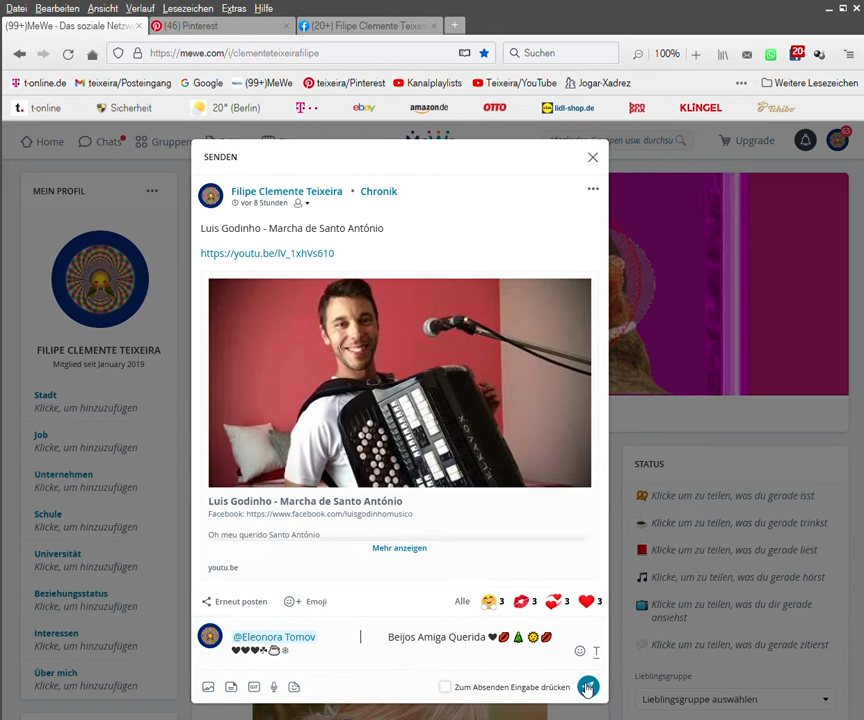 Datei Bearbeiten Verlauf Lesezeichen Extras Hilfe
(99+)MeWe - Das soziale Netzw
(46) Pinterest
(20+) Filipe Clemente Teixeira
https://mewe.com/i/clementeteixeirafilipe
Suchen
100%
20+
t-online.de
teixeira/Posteingang
Google
(99+)MeWe
teixeira/Pinterest
Kanalplaylists
Teixeira/YouTube
Jogar-Xadrez
Weitere Lesezeichen
t-online
Sicherheit
20° (Berlin)
ebay
amazon.de
OTTO
lidl-shop.de
KLiNGEL
Tchibo
Home
Chats
Gruppen
MeWe
Upgrade
63
MEIN PROFIL
FILIPE CLEMENTE TEIXEIRA
Mitglied seit January 2019
Stadt
Klicke, um hinzuzufügen
Job
Klicke, um hinzuzufügen
Unternehmen
Klicke, um hinzuzufügen
Schule
Klicke, um hinzuzufügen
Universität
Klicke, um hinzuzufügen
Beziehungsstatus
Klicke, um hinzuzufügen
Interessen
Klicke, um hinzuzufügen
Über mich
Klicke, um hinzuzufügen
SENDEN
Filipe Clemente Teixeira • Chronik
vor 8 Stunden
Luis Godinho - Marcha de Santo António
https://youtu.be/lV_1xhVs610
Luis Godinho - Marcha de Santo António
Facebook: https://www.facebook.com/luisgodinhomusico
Oh meu querido Santo António
Mehr anzeigen
youtu.be
Erneut posten
Emoji
Alle 3 3 3 3
@Eleonora Tomov Beijos Amiga Querida
GIF
Zum Absenden Eingabe drücken
STATUS
Klicke um zu teilen, was du gerade isst
Klicke um zu teilen, was du gerade trinkst
Klicke um zu teilen, was du gerade liest
Klicke, um zu teilen, was du gerade hörst
Klicke um zu teilen, was du gerade
ansiehst
Klicke um zu teilen, was du gerade zitierst
Lieblingsgruppe
Lieblingsgruppe auswählen